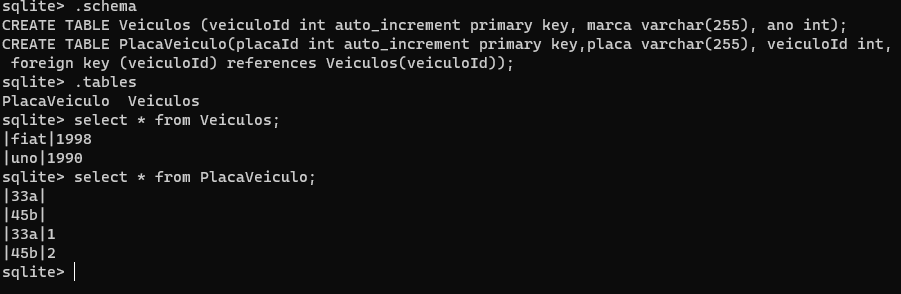 sqlite> .schema
CREATE TABLE Veiculos (veiculoId int auto_increment primary key, marca varchar(255), ano int);
CREATE TABLE PlacaVeiculo(placaId int auto_increment primary key,placa varchar(255), veiculoId int,
 foreign key (veiculoId) references Veiculos(veiculoId));
sqlite> .tables
PlacaVeiculo  Veiculos
sqlite> select * from Veiculos;
|fiat|1998
|uno|1990
sqlite> select * from PlacaVeiculo;
|33a|
|45b|
|33a|1
|45b|2
sqlite>